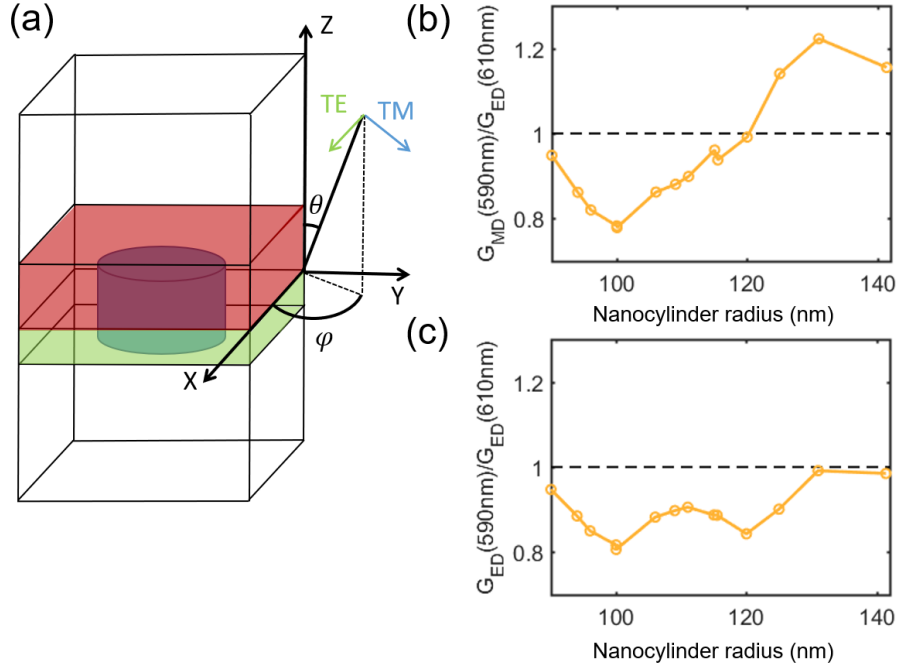 (a)
Z
TE
TM
θ
Y
φ
X
(b)
G_MD(590nm)/G_ED(610nm)
1.2
1
0.8
100
120
140
Nanocylinder radius (nm)
(c)
G_ED(590nm)/G_ED(610nm)
1.2
1
0.8
100
120
140
Nanocylinder radius (nm)